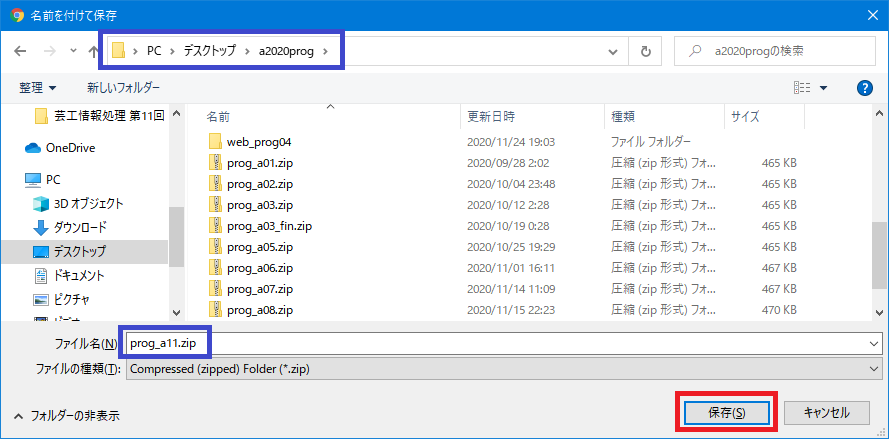 名前を付けて保存
PC › デスクトップ › a2020prog ›
a2020progの検索
整理
新しいフォルダー
?
名前 更新日時 種類 サイズ
芸工情報処理 第11回
OneDrive
PC
3D オブジェクト
ダウンロード
デスクトップ
ドキュメント
ピクチャ
ビデオ
web_prog04 2020/11/24 19:03 ファイル フォルダー
prog_a01.zip 2020/09/28 2:02 圧縮 (zip 形式) フォ... 465 KB
prog_a02.zip 2020/10/04 23:48 圧縮 (zip 形式) フォ... 465 KB
prog_a03.zip 2020/10/12 2:28 圧縮 (zip 形式) フォ... 465 KB
prog_a03_fin.zip 2020/10/19 0:28 圧縮 (zip 形式) フォ... 465 KB
prog_a05.zip 2020/10/25 19:29 圧縮 (zip 形式) フォ... 465 KB
prog_a06.zip 2020/11/01 16:11 圧縮 (zip 形式) フォ... 467 KB
prog_a07.zip 2020/11/14 11:09 圧縮 (zip 形式) フォ... 467 KB
prog_a08.zip 2020/11/15 22:23 圧縮 (zip 形式) フォ... 470 KB
ファイル名(N): prog_a11.zip
ファイルの種類(T): Compressed (zipped) Folder (*.zip)
フォルダーの非表示
保存(S)
キャンセル